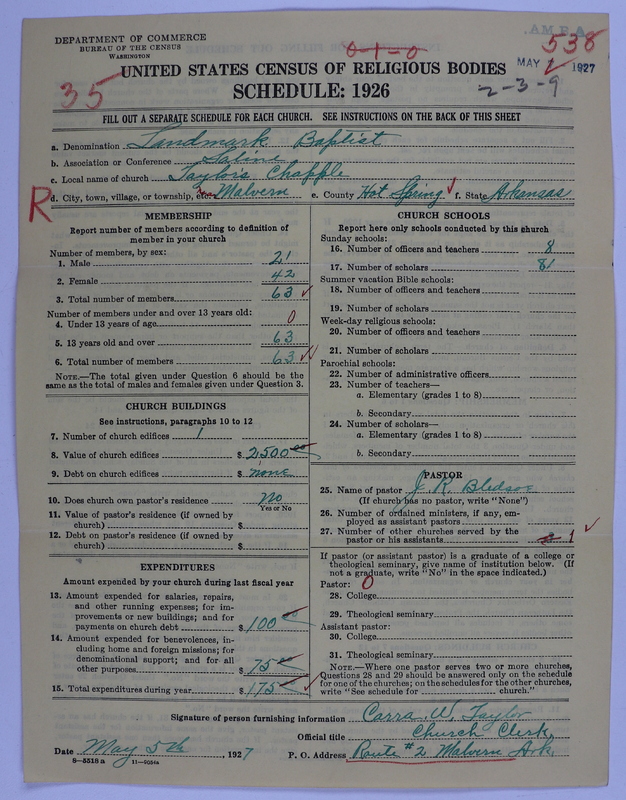 DEPARTMENT OF COMMERCE
BUREAU OF THE CENSUS
WASHINGTON
A.F.MA.
0-1-0
538
MAY 1927
2-3-9
35
UNITED STATES CENSUS OF RELIGIOUS BODIES
SCHEDULE: 1926
FILL OUT A SEPARATE SCHEDULE FOR EACH CHURCH. SEE INSTRUCTIONS ON THE BACK OF THIS SHEET
a. Denomination Landmark Baptist
b. Association or Conference Saline
c. Local name of church Taylors Chapple
R
d. City, town, village, or township, etc. Malvern e. County Hot Spring f. State Arkansas
MEMBERSHIP
Report number of members according to definition of member in your church
Number of members, by sex:
1. Male 21
2. Female 42
3. Total number of members 63
Number of members under and over 13 years old:
4. Under 13 years of age 0
5. 13 years old and over 63
6. Total number of members 63
NOTE.—The total given under Question 6 should be
same as the total of males and females given under Question 3.
CHURCH BUILDINGS
See instructions, paragraphs 10 to 12
7. Number of church edifices 1
8. Value of church edifices $ 2500.00
9. Debt on church edifices $ none
10. Does church own pastor's residence No
Yes or No
11. Value of pastor's residence (if owned by
church) $
12. Debt on pastor's residence (if owned by
church) $
EXPENDITURES
Amount expended by your church during last fiscal year
13. Amount expended for salaries, repairs,
and other running expenses; for im-
provements or new buildings; and for
payments on church debt $ 100
14. Amount expended for benevolences, in-
cluding home and foreign missions; for
denominational support; and for all
other purposes $ 75.00
15. Total expenditures during year $ 175
CHURCH SCHOOLS
Report here only schools conducted by this church
Sunday schools:
16. Number of officers and teachers 8
17. Number of scholars 81
Summer vacation Bible schools:
18. Number of officers and teachers
19. Number of scholars
Week-day religious schools:
20. Number of officers and teachers
21. Number of scholars
Parochial schools:
22. Number of administrative officers
23. Number of teachers—
a. Elementary (grades 1 to 8)
b. Secondary
24. Number of scholars—
a. Elementary (grades 1 to 8)
b. Secondary
PASTOR
25. Name of pastor J. R. Bledsoe
(If church has no pastor, write "None")
26. Number of ordained ministers, if any, em-
ployed as assistant pastors
27. Number of other churches served by the
pastor or his assistants 1
If pastor (or assistant pastor) is a graduate of a college or
theological seminary, give name of institution below. (If
not a graduate, write "No" in the space indicated.)
Pastor: 0
28. College
29. Theological seminary
Assistant pastor:
30. College
31. Theological seminary
NOTE.—Where one pastor serves two or more churches,
Questions 28 and 29 should be answered only on the schedule
for one of the churches; on the schedules for the other churches,
write "See schedule for church."
Signature of person furnishing information Carra W. Taylor
Official title Church Clerk
Date May 5th, 1927 P. O. Address Route #2 Malvern Ark.
8-5518 a 11-9054a